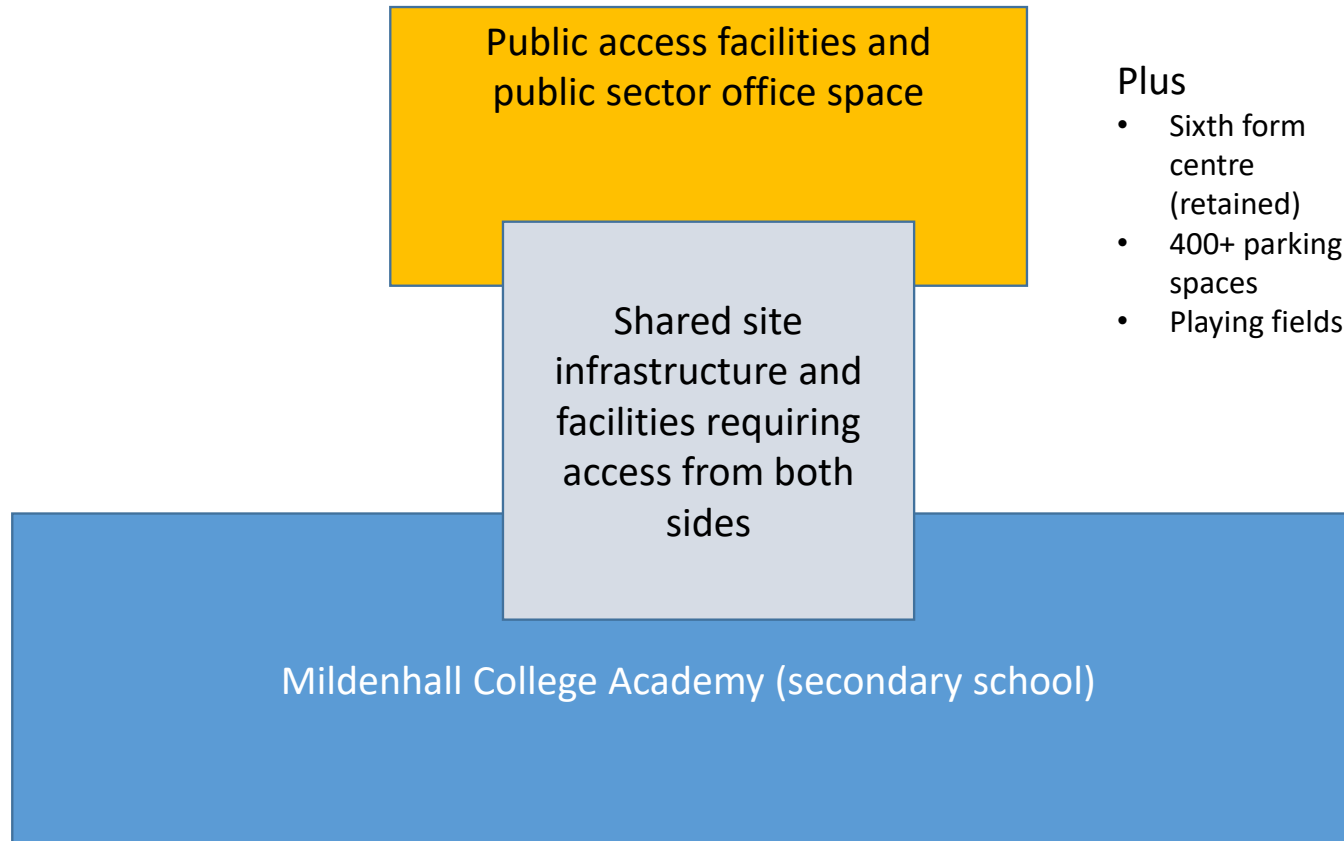 Public access facilities and
public sector office space
Plus
• Sixth form
centre
(retained)
• 400+ parking
spaces
• Playing fields
Shared site
infrastructure and
facilities requiring
access from both
sides
Mildenhall College Academy (secondary school)